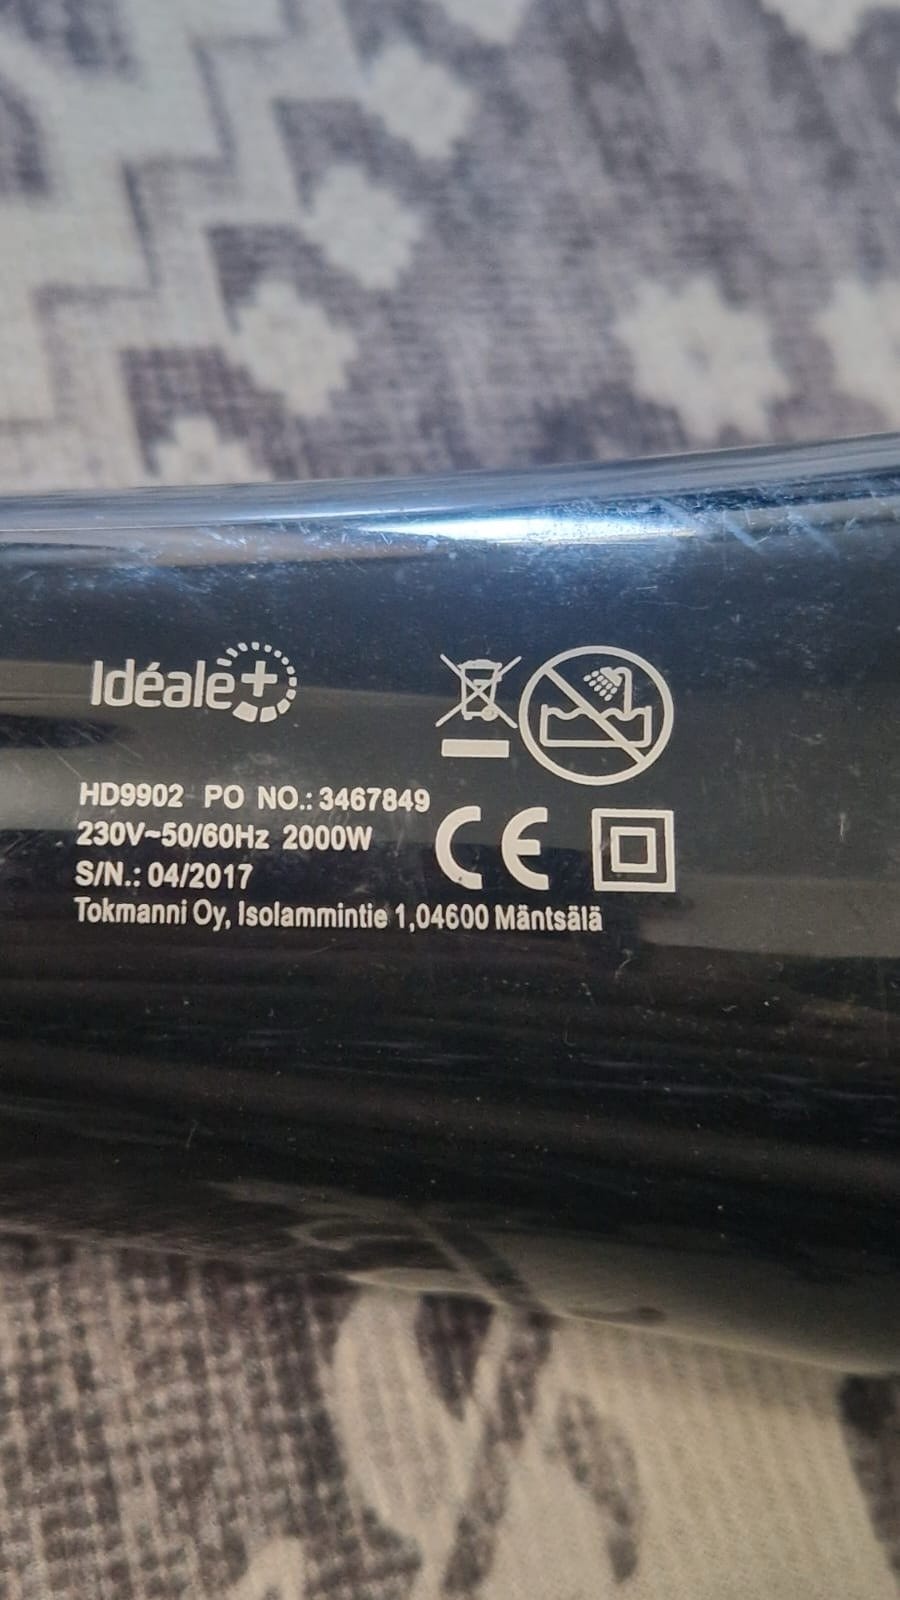 Idéale+
HD9902 PO NO.: 3467849
230V~50/60Hz 2000W
S/N.: 04/2017
CE
Tokmanni Oy, Isolammintie 1,04600 Mäntsälä